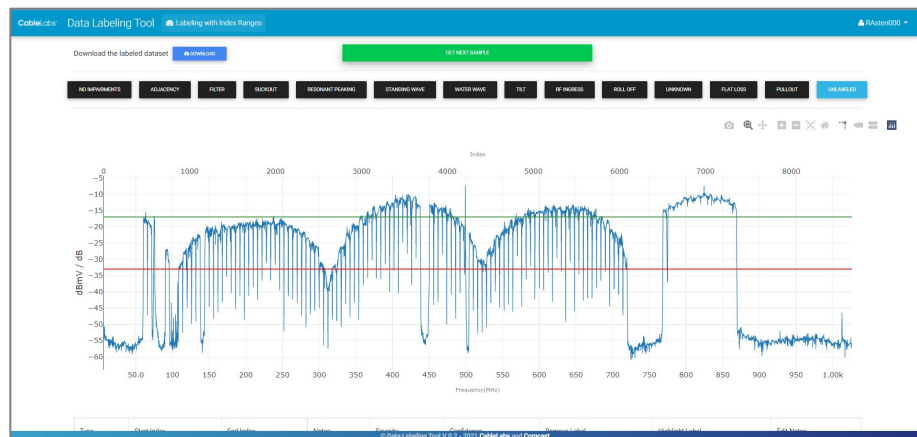 CableLabs Data Labeling Tool Labeling with Index Ranges RAsten000
Download the labeled dataset DOWNLOAD GET NEXT SAMPLE
NO IMPAIRMENTS ADJACENCY FILTER SUCKOUT RESONANT PEAKING STANDING WAVE WATER WAVE TILT RF INGRESS ROLL OFF UNKNOWN FLAT LOSS PULLOUT UNLABELED
Index
0 1000 2000 3000 4000 5000 6000 7000 8000
−5
−10
−15
−20
−25
−30
−35
−40
−45
−50
−55
−60
dBmV / dB
50.0 100 150 200 250 300 350 400 450 500 550 600 650 700 750 800 850 900 950 1.00k
Frequency(MHz)
Type Start Index End Index Notes Severity Confidence Remove Label Highlight Label Edit Notes
© Data Labeling Tool V 0.2 - 2021 CableLabs and Comcast